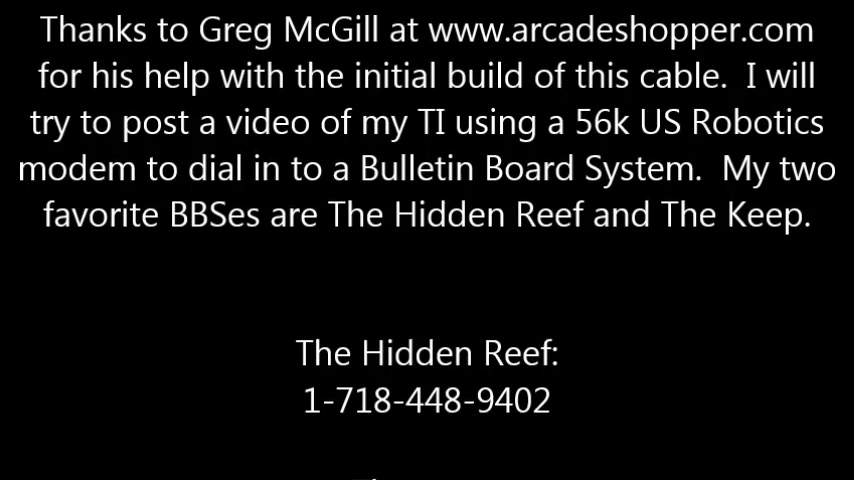 Thanks to Greg McGill at www.arcadeshopper.com
for his help with the initial build of this cable.  I will
try to post a video of my TI using a 56k US Robotics
modem to dial in to a Bulletin Board System.  My two
favorite BBSes are The Hidden Reef and The Keep.
The Hidden Reef:
1-718-448-9402